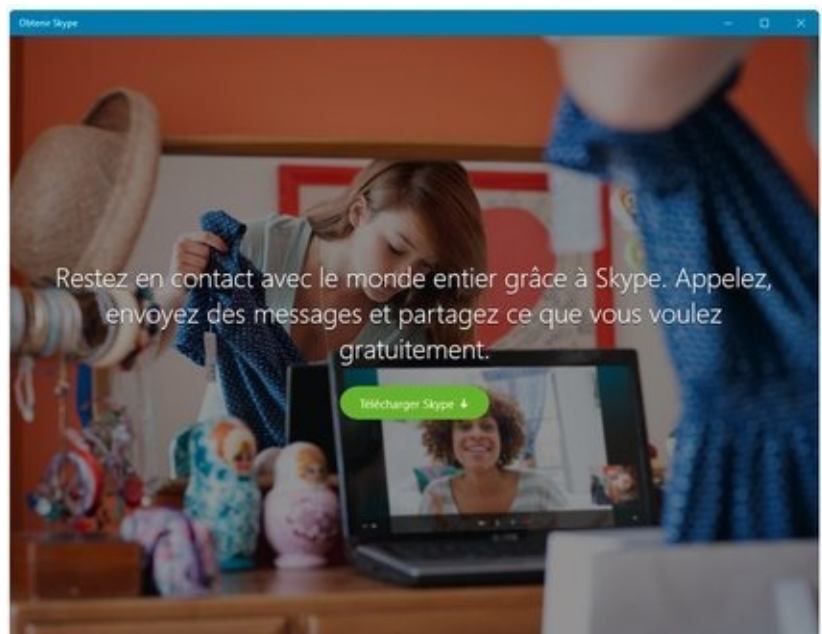 Obtenir Skype
Restez en contact avec le monde entier grâce à Skype. Appelez,
envoyez des messages et partagez ce que vous voulez
gratuitement.
Télécharger Skype